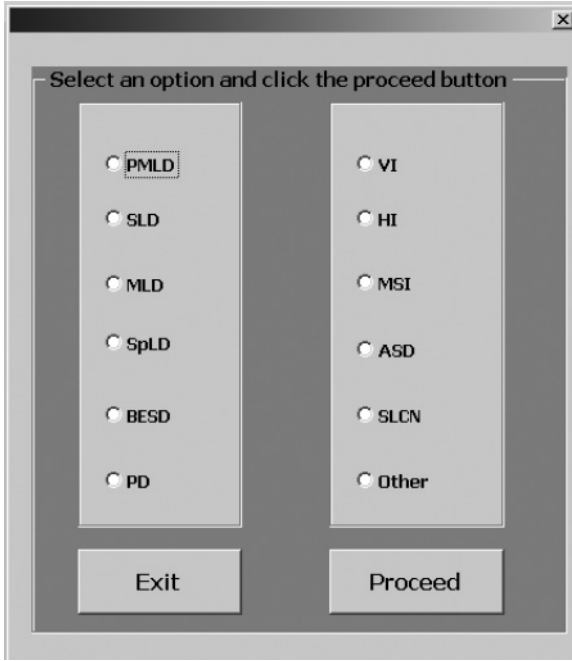 Select an option and click the proceed button
PMLD
SLD
MLD
SpLD
BESD
PD
VI
HI
MSI
ASD
SLCN
Other
Exit
Proceed